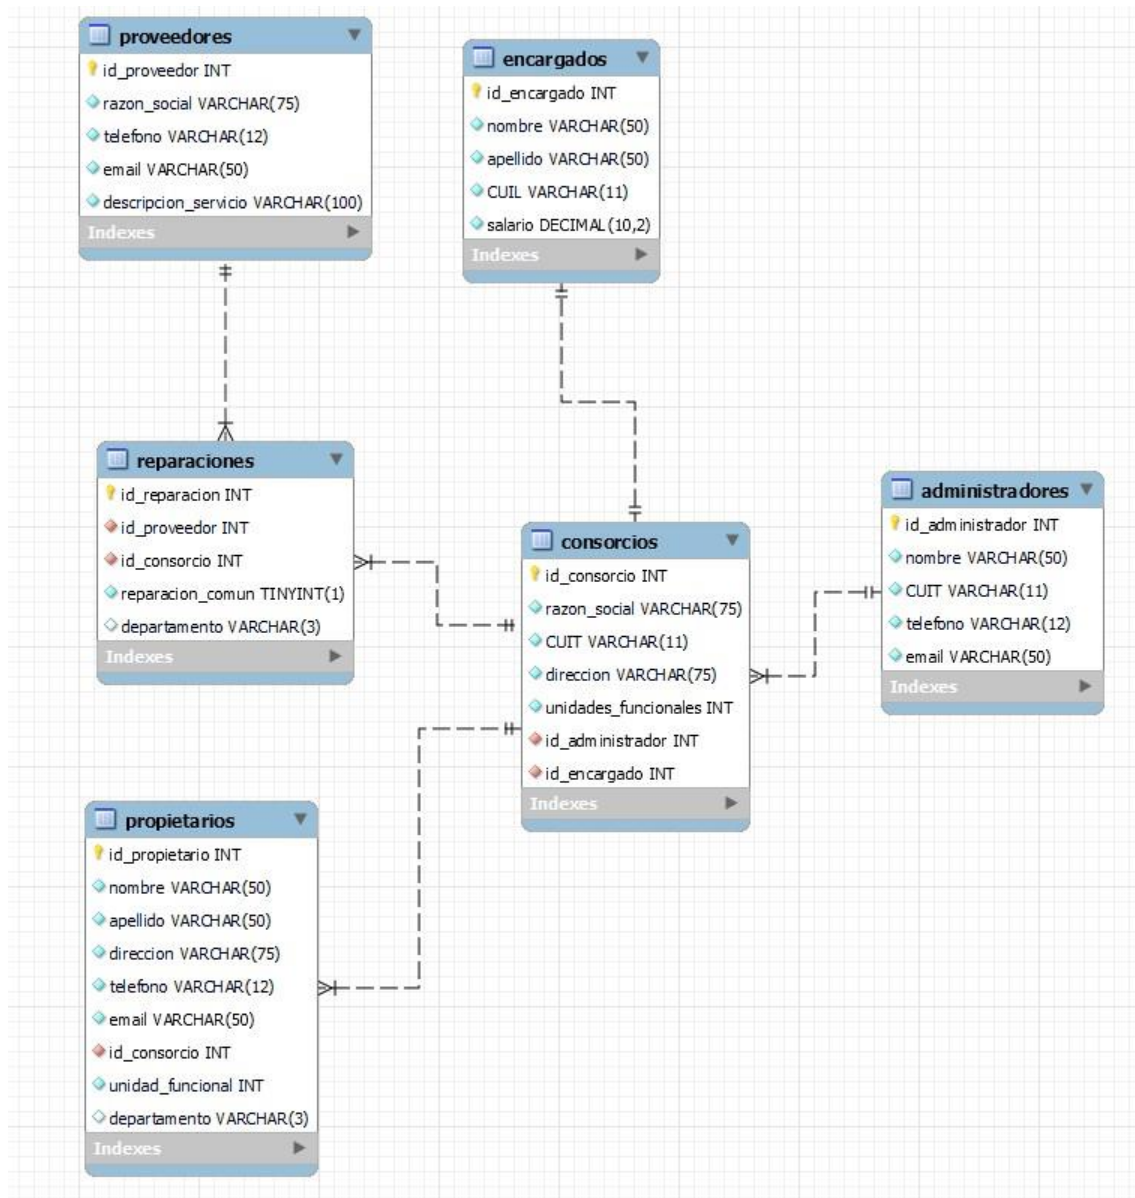 proveedores
id_proveedor INT
razon_social VARCHAR(75)
telefono VARCHAR(12)
email VARCHAR(50)
descripcion_servicio VARCHAR(100)
Indexes
encargados
id_encargado INT
nombre VARCHAR(50)
apellido VARCHAR(50)
CUIL VARCHAR(11)
salario DECIMAL(10,2)
Indexes
reparaciones
id_reparacion INT
id_proveedor INT
id_consorcio INT
reparacion_comun TINYINT(1)
departamento VARCHAR(3)
Indexes
consorcios
id_consorcio INT
razon_social VARCHAR(75)
CUIT VARCHAR(11)
direccion VARCHAR(75)
unidades_funcionales INT
id_administrador INT
id_encargado INT
Indexes
administradores
id_administrador INT
nombre VARCHAR(50)
CUIT VARCHAR(11)
telefono VARCHAR(12)
email VARCHAR(50)
Indexes
propietarios
id_propietario INT
nombre VARCHAR(50)
apellido VARCHAR(50)
direccion VARCHAR(75)
telefono VARCHAR(12)
email VARCHAR(50)
id_consorcio INT
unidad_funcional INT
departamento VARCHAR(3)
Indexes